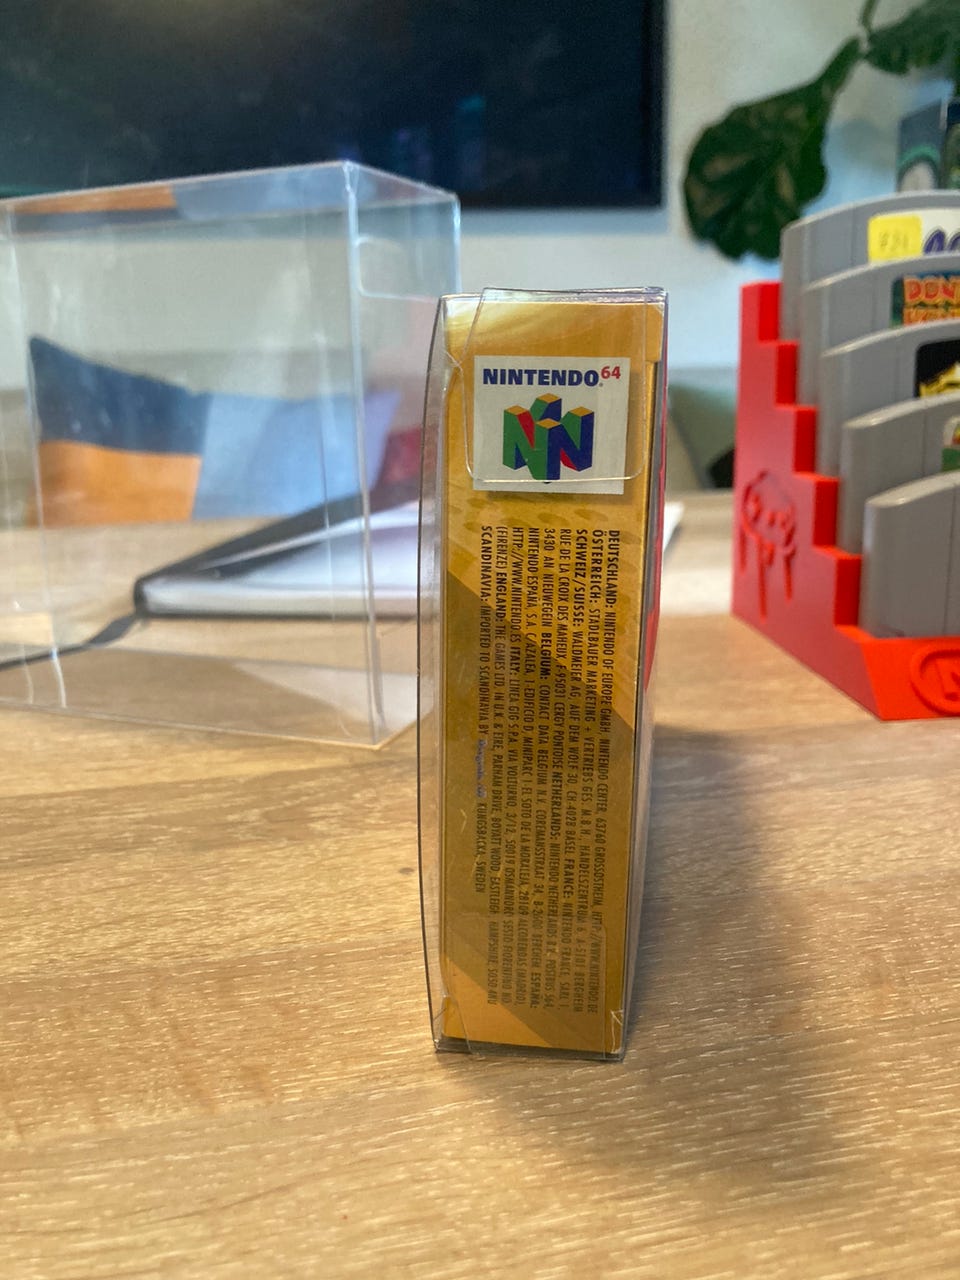 NINTENDO 64
DEUTSCHLAND: NINTENDO OF EUROPE GMBH, NINTENDO CENTER, 63760 GROSSOSTHEIM, HTTP://WWW.NINTENDO.DE
ÖSTERREICH: STADLBAUER MARKETING + VERTRIEBS GES. M.B.H., HANDELSZENTRUM 6, A-5101 BERGHEIM
SCHWEIZ/SUISSE: WALDMEIER AG, AUF DEM WOLF 30, CH-4028 BASEL FRANCE: NINTENDO FRANCE, SARL 1,
RUE DE LA CROIX DES MAHEUX, F-95031 CERGY PONTOISE NETHERLANDS: NINTENDO NETHERLANDS B.V., POSTBUS 564,
3430 AN NIEUWEGEIN BELGIUM: CONTACT DATA BELGIUM N.V. COREMANSSTRAAT 34, B-2600 BERCHEM, ESPAÑA:
NINTENDO ESPAÑA, S.A. C/AZALEA, 1-EDIFICIO D, MINIPARC 1 EL SOTO DE LA MORALEJA, 28109 ALCOBENDAS (MADRID),
HTTP://WWW.NINTENDO.ES ITALY: LINEA GIG S.P.A. VIA VOLTURNO, 3/12, 50019 OSMANNORO SESTO FIORENTINO NO.
(FIRENZE) ENGLAND: THE GAMES LTD. IN U.K. & EIRE, PARHAM DRIVE, BOYATT WOOD, EASTLEIGH, HAMPSHIRE, SO50 4NU
SCANDINAVIA: IMPORTED TO SCANDINAVIA BY KUNGSBACKA, SWEDEN
DON